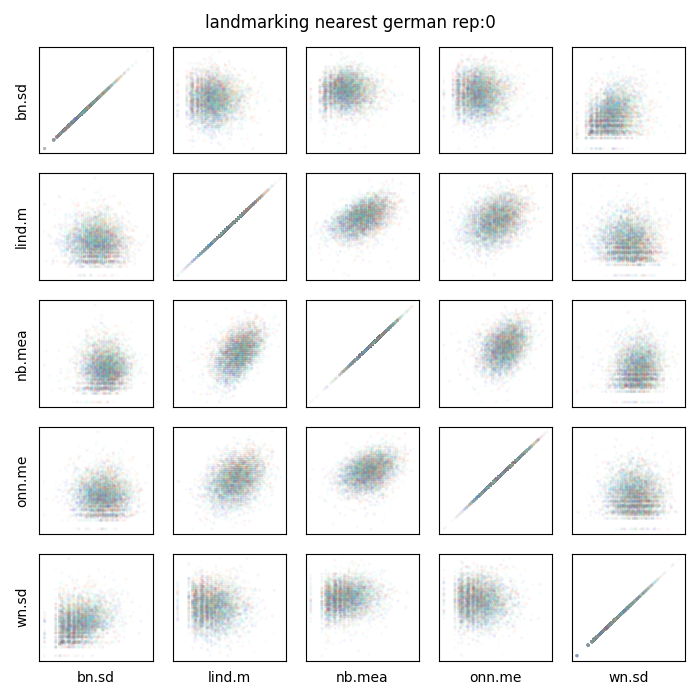 landmarking nearest german rep:0
bn.sd
lind.m
nb.mea
onn.me
wn.sd
bn.sd
lind.m
nb.mea
onn.me
wn.sd